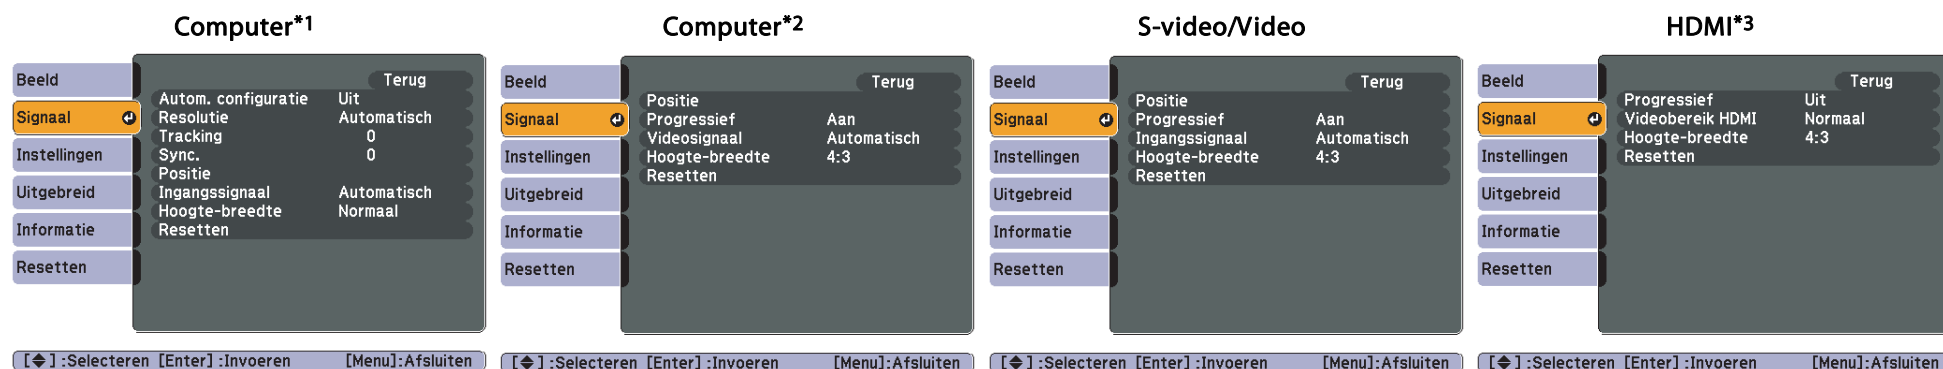 Computer*1
Beeld
Signaal
Instellingen
Uitgebreid
Informatie
Resetten
Terug
Autom. configuratie Uit
Resolutie Automatisch
Tracking 0
Sync. 0
Positie
Ingangssignaal Automatisch
Hoogte-breedte Normaal
Resetten
[◆] :Selecteren [Enter] :Invoeren [Menu]:Afsluiten
Computer*2
Beeld
Signaal
Instellingen
Uitgebreid
Informatie
Resetten
Terug
Positie
Progressief Aan
Videosignaal Automatisch
Hoogte-breedte 4:3
Resetten
[◆] :Selecteren [Enter] :Invoeren [Menu]:Afsluiten
S-video/Video
Beeld
Signaal
Instellingen
Uitgebreid
Informatie
Resetten
Terug
Positie
Progressief Aan
Ingangssignaal Automatisch
Hoogte-breedte 4:3
Resetten
[◆] :Selecteren [Enter] :Invoeren [Menu]:Afsluiten
HDMI*3
Beeld
Signaal
Instellingen
Uitgebreid
Informatie
Resetten
Terug
Progressief Uit
Videobereik HDMI Normaal
Hoogte-breedte 4:3
Resetten
[◆] :Selecteren [Enter] :Invoeren [Menu]:Afsluiten